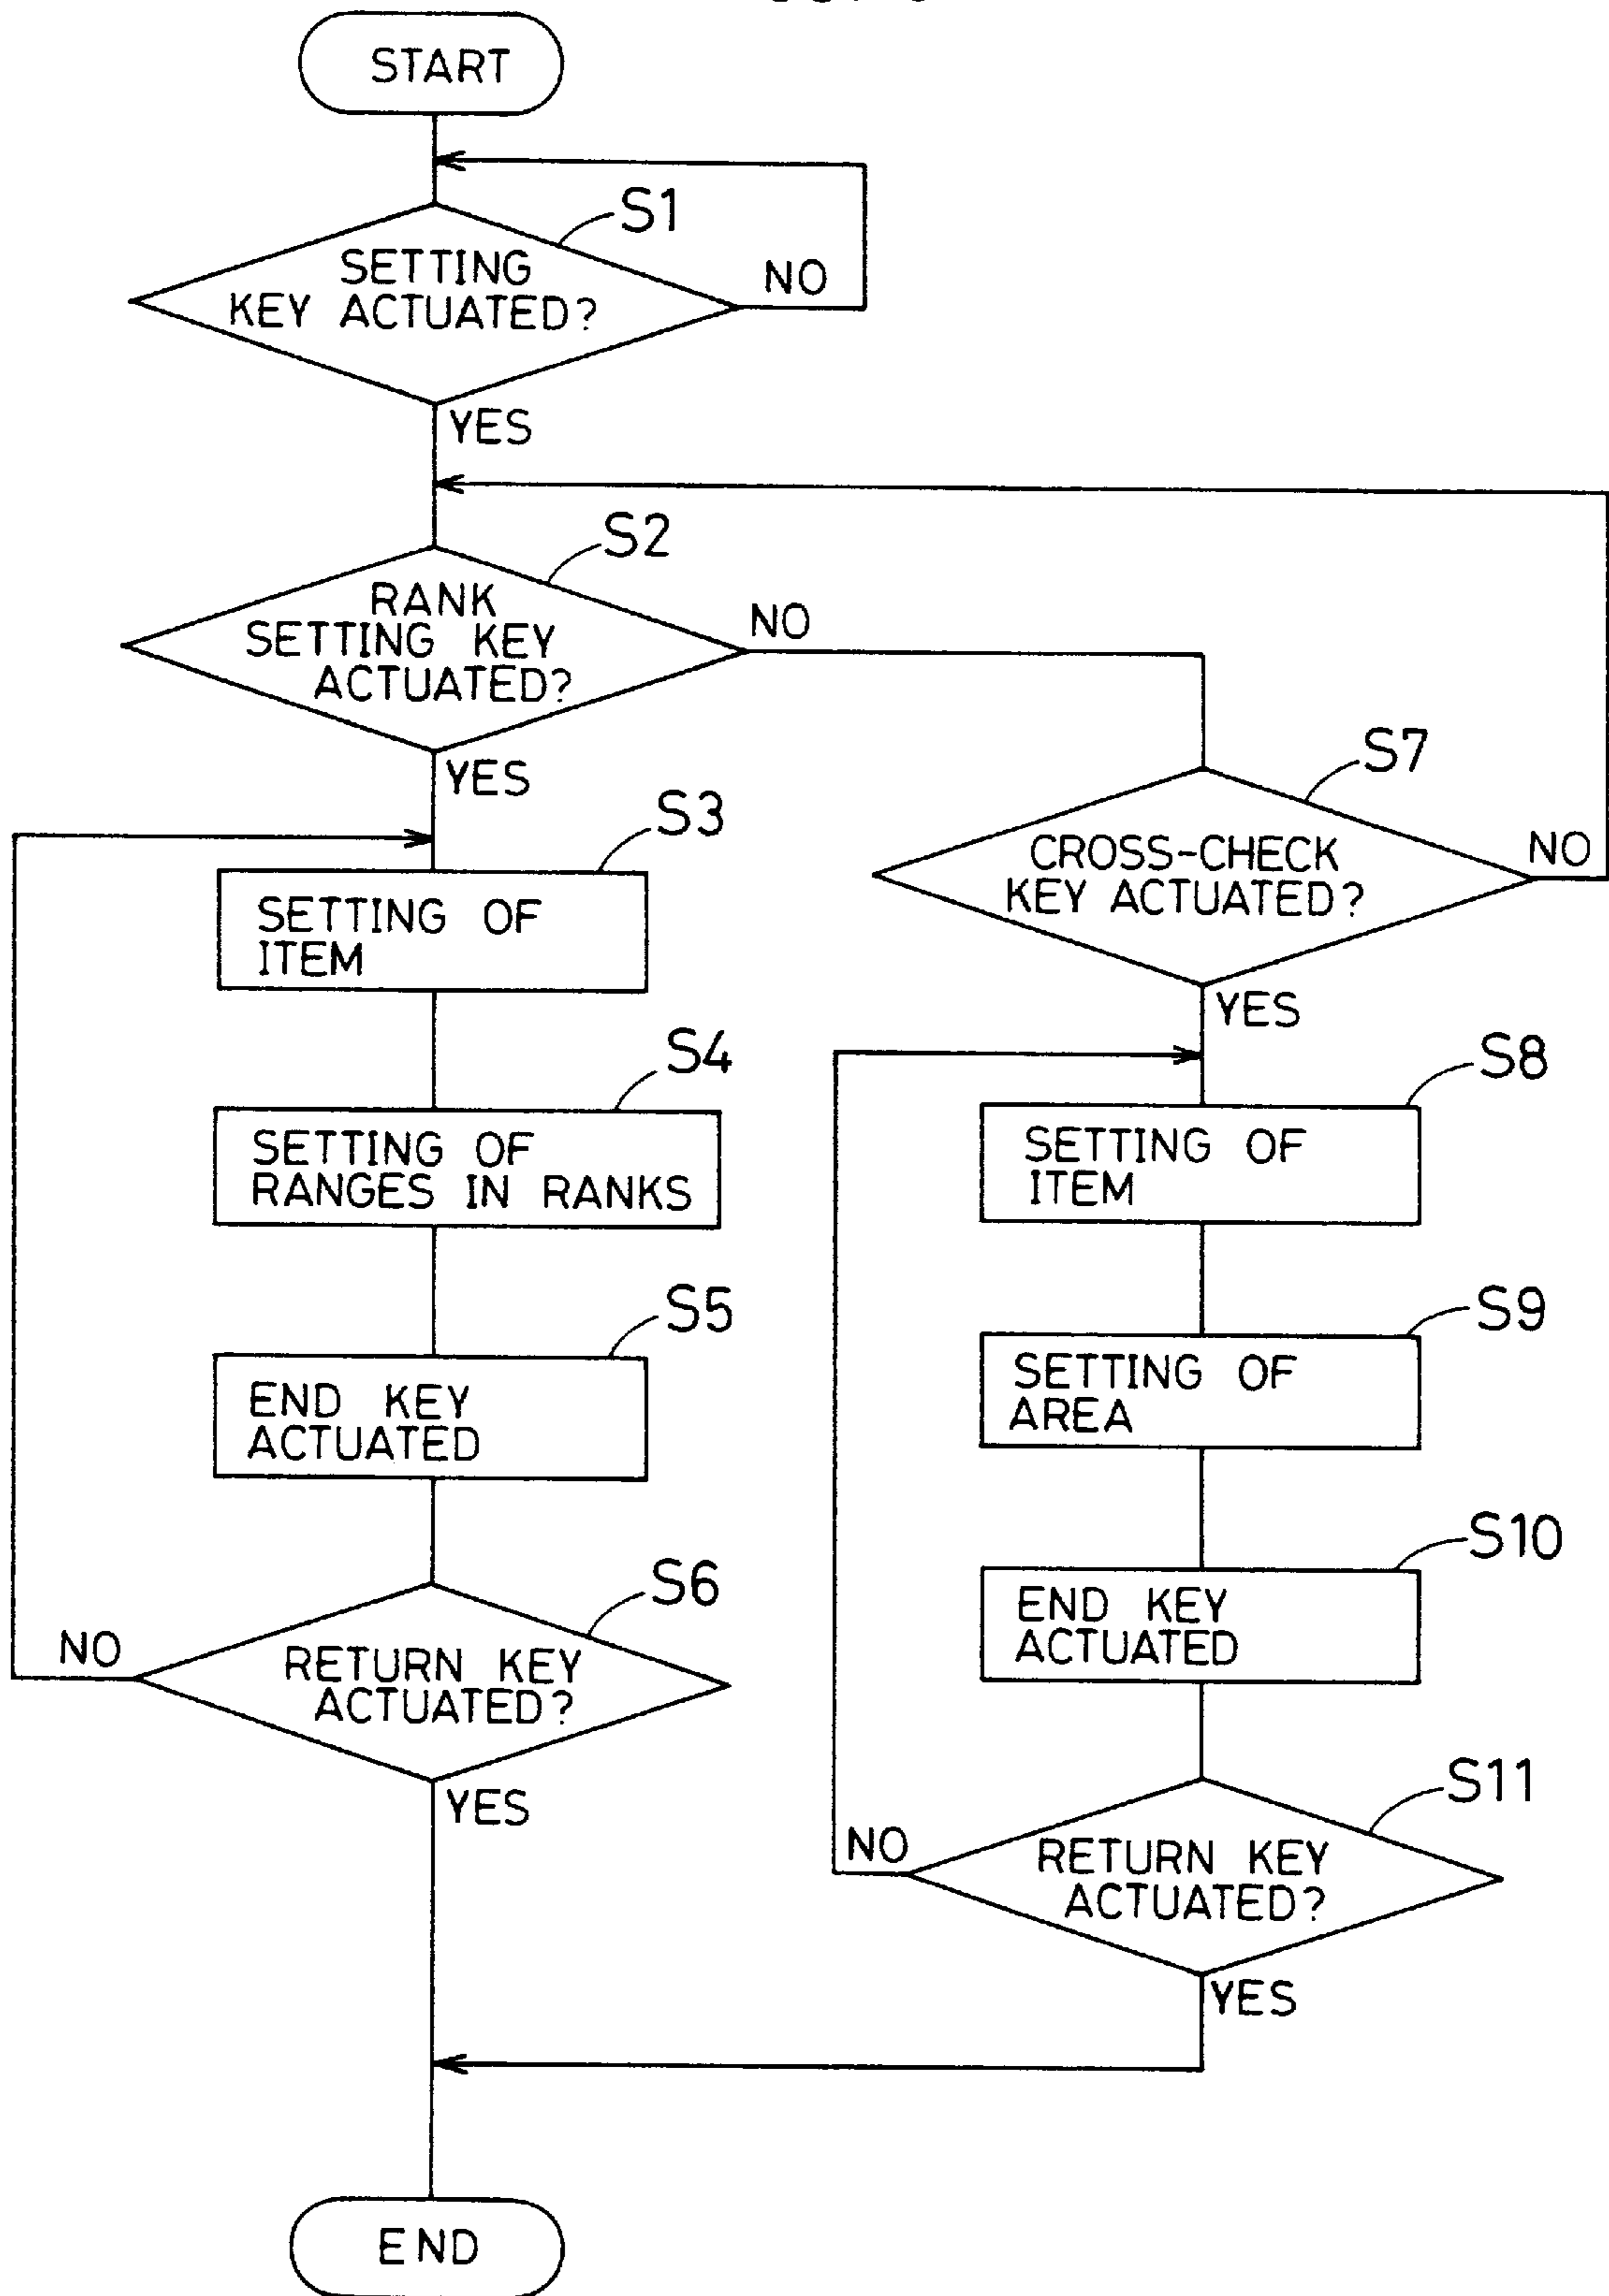 START
S1
SETTING
KEY ACTUATED?
NO
YES
S2
RANK
SETTING KEY
ACTUATED?
NO
YES
S3
SETTING OF
ITEM
S4
SETTING OF
RANGES IN RANKS
S5
END KEY
ACTUATED
S6
NO
RETURN KEY
ACTUATED?
YES
S7
CROSS-CHECK
KEY ACTUATED?
NO
YES
S8
SETTING OF
ITEM
S9
SETTING OF
AREA
S10
END KEY
ACTUATED
S11
NO
RETURN KEY
ACTUATED?
YES
END